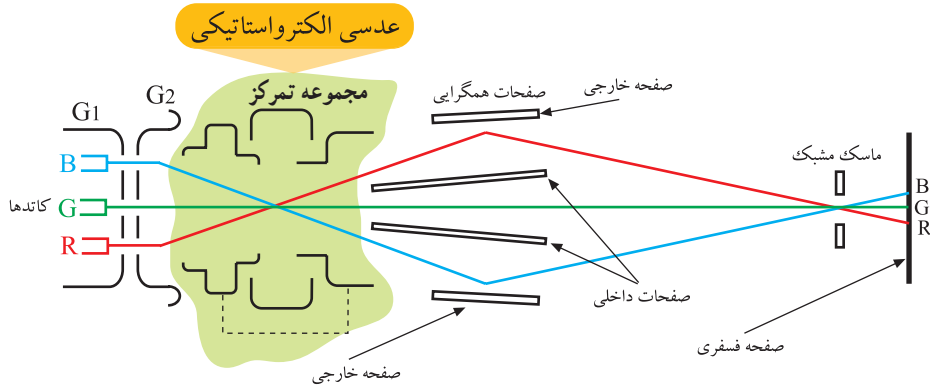 عدسی الکترواستاتیکی
مجموعه تمرکز
صفحات همگرایی
صفحه خارجی
G1
G2
B
G
R
کاتدها
ماسک مشبک
B
G
R
صفحات داخلی
صفحه فسفری
صفحه خارجی